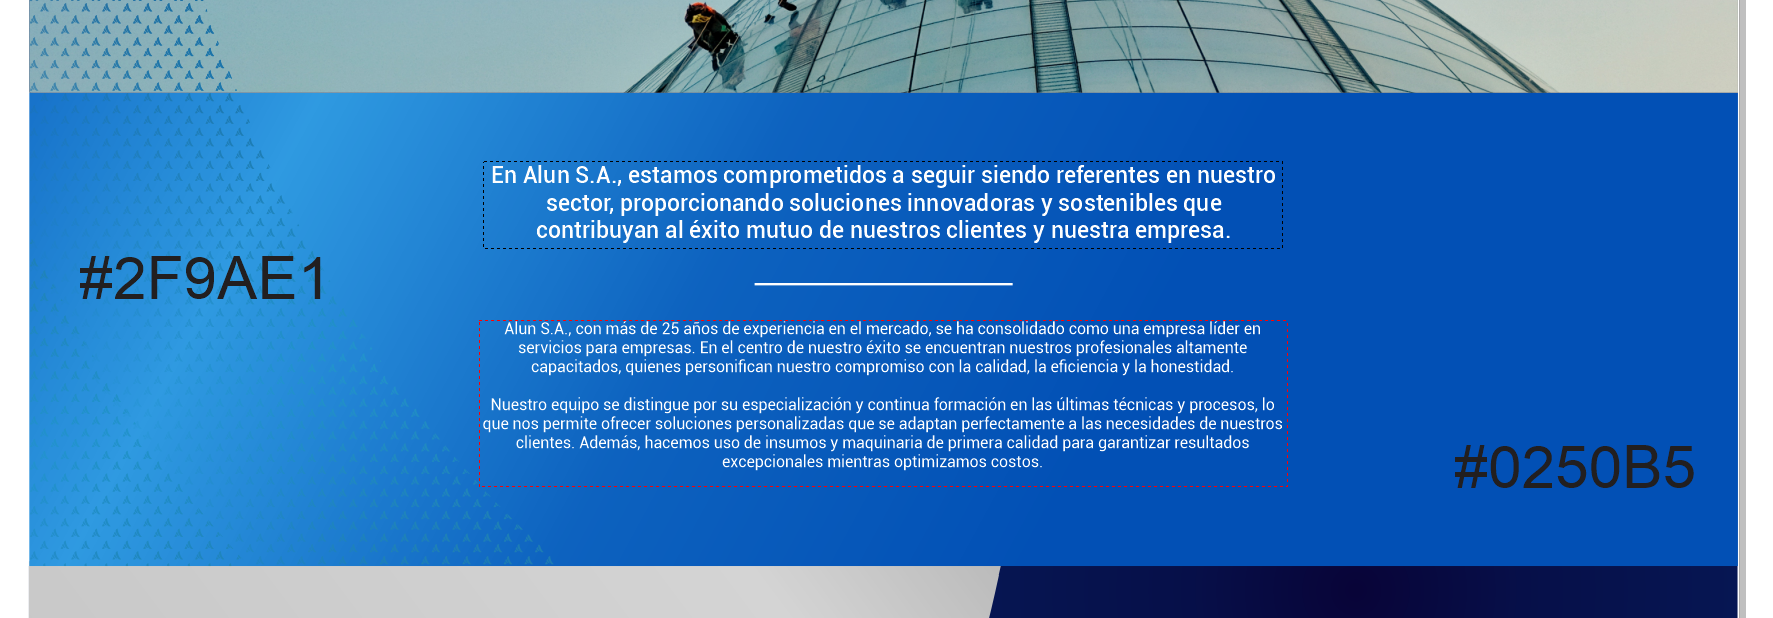 En Alun S.A., estamos comprometidos a seguir siendo referentes en nuestro
sector, proporcionando soluciones innovadoras y sostenibles que
contribuyan al éxito mutuo de nuestros clientes y nuestra empresa.
#2F9AE1
Alun S.A., con más de 25 años de experiencia en el mercado, se ha consolidado como una empresa líder en
servicios para empresas. En el centro de nuestro éxito se encuentran nuestros profesionales altamente
capacitados, quienes personifican nuestro compromiso con la calidad, la eficiencia y la honestidad.
Nuestro equipo se distingue por su especialización y continua formación en las últimas técnicas y procesos, lo
que nos permite ofrecer soluciones personalizadas que se adaptan perfectamente a las necesidades de nuestros
clientes. Además, hacemos uso de insumos y maquinaria de primera calidad para garantizar resultados
excepcionales mientras optimizamos costos.
#0250B5